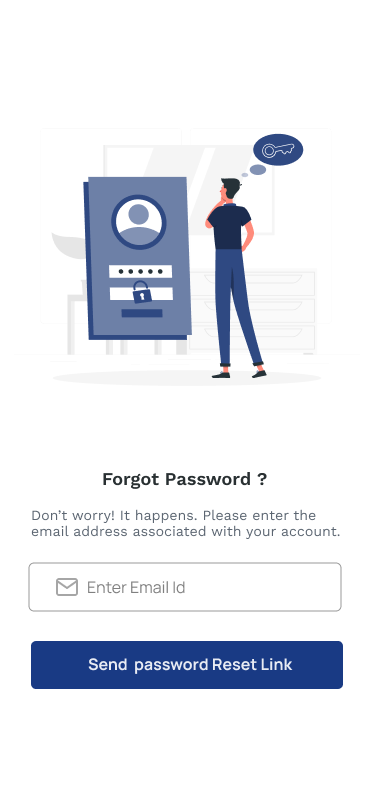 Forgot Password ?
Don’t worry! It happens. Please enter the
email address associated with your account.
Enter Email Id
Send password Reset Link